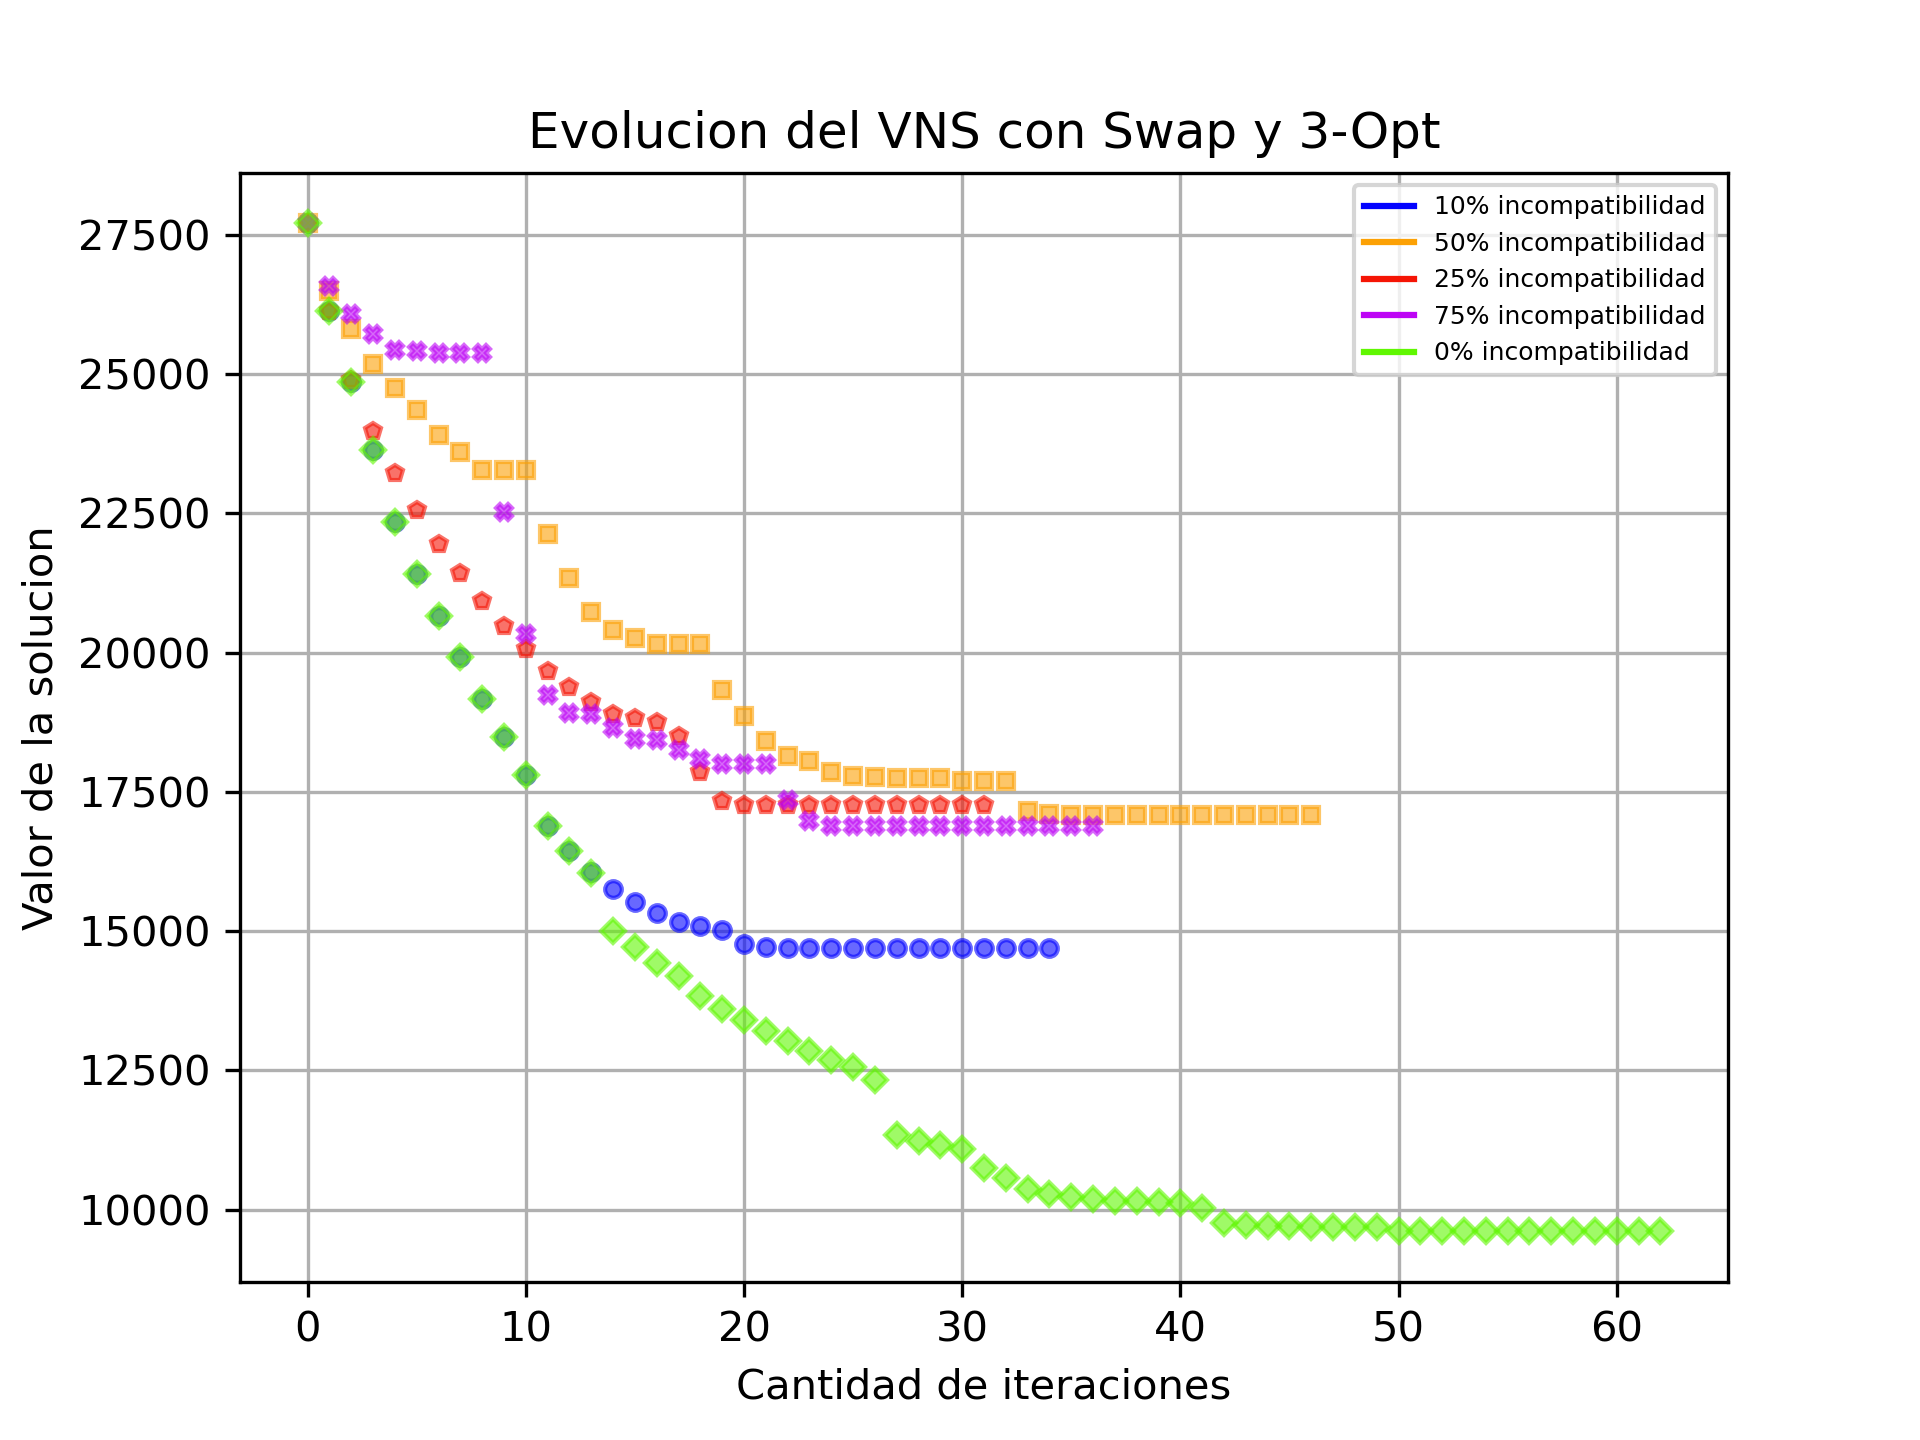 Evolucion del VNS con Swap y 3-Opt
10% incompatibilidad
50% incompatibilidad
25% incompatibilidad
75% incompatibilidad
0% incompatibilidad
Valor de la solucion
27500
25000
22500
20000
17500
15000
12500
10000
0 10 20 30 40 50 60
Cantidad de iteraciones